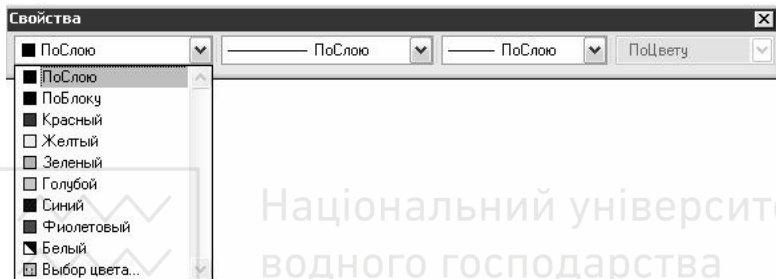 Свойства
ПоСлою ПоСлою ПоСлою ПоЦвету
ПоСлою
ПоБлоку
Красный
Желтый
Зеленый
Голубой
Синий
Фиолетовый
Белый
Выбор цвета...
Національний університе
водного господарства